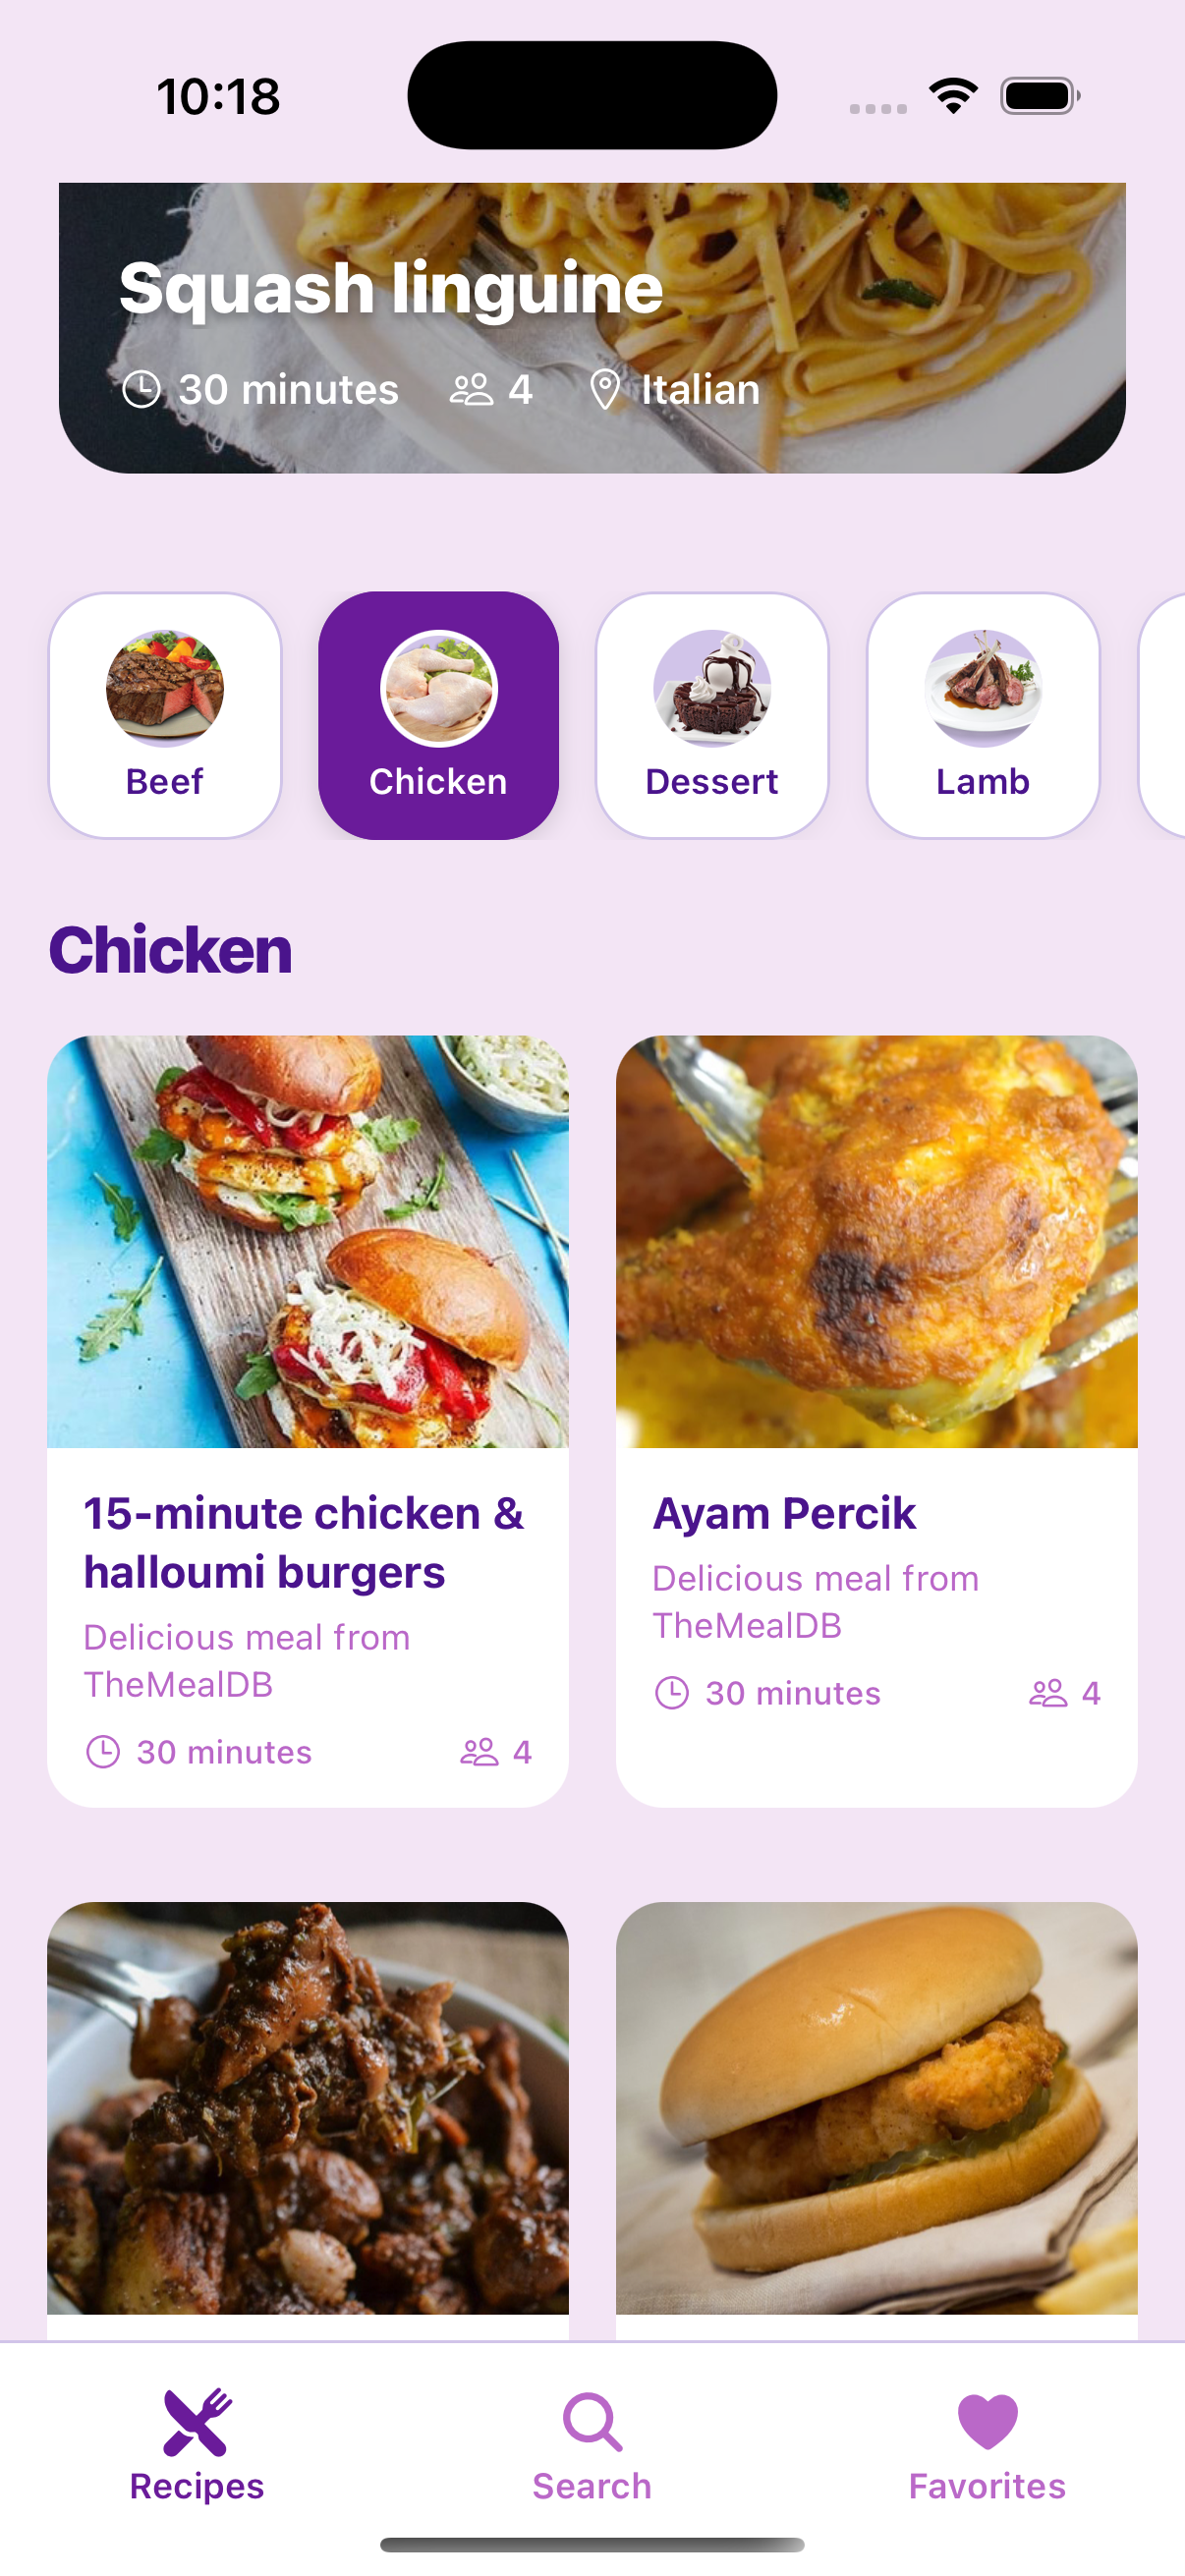 10:18
Squash linguine
30 minutes 4 Italian
Beef
Chicken
Dessert
Lamb
Chicken
15-minute chicken &
halloumi burgers
Delicious meal from
TheMealDB
30 minutes 4
Ayam Percik
Delicious meal from
TheMealDB
30 minutes 4
Recipes
Search
Favorites